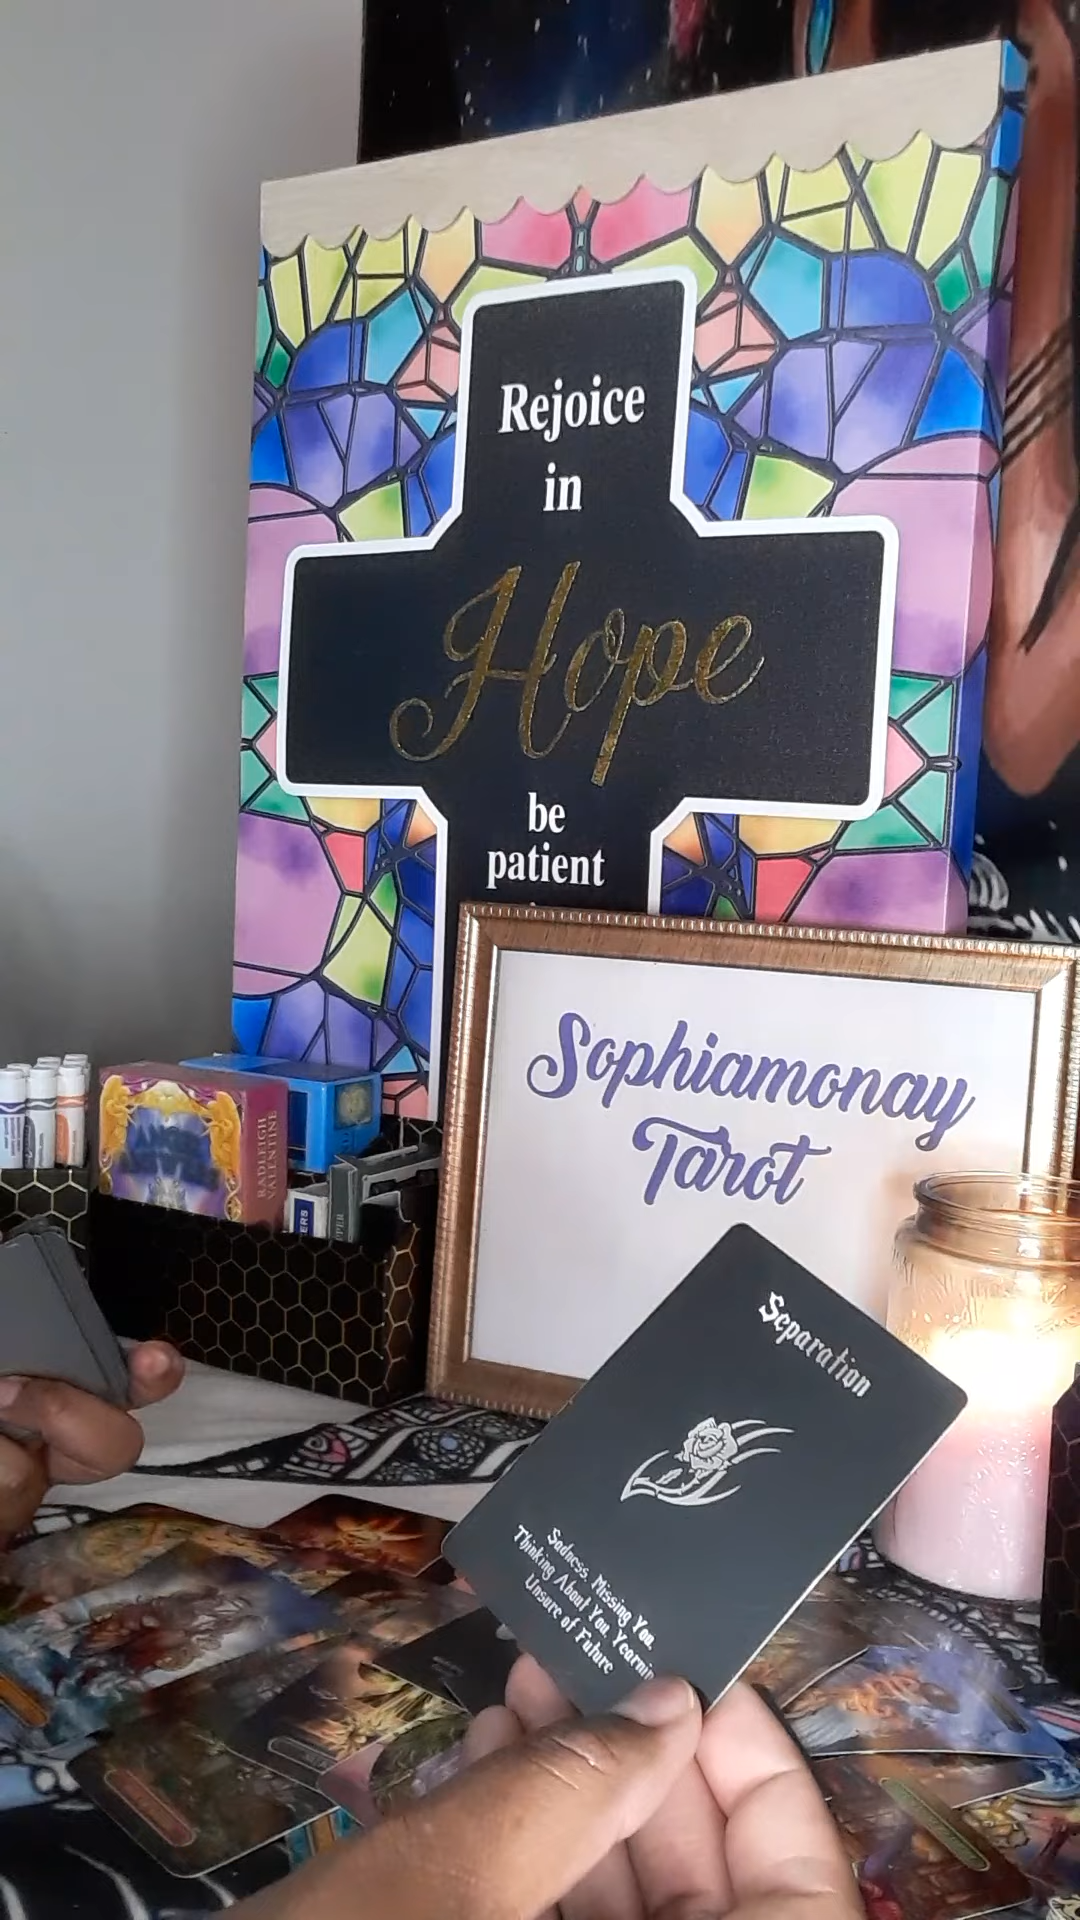 Rejoice
in
Hope
be
patient
Sophiamonay
Tarot
RADLEIGH
VALENTINE
Separation
Sadness, Missing You,
Thinking About You, Yearning
Unsure of Future